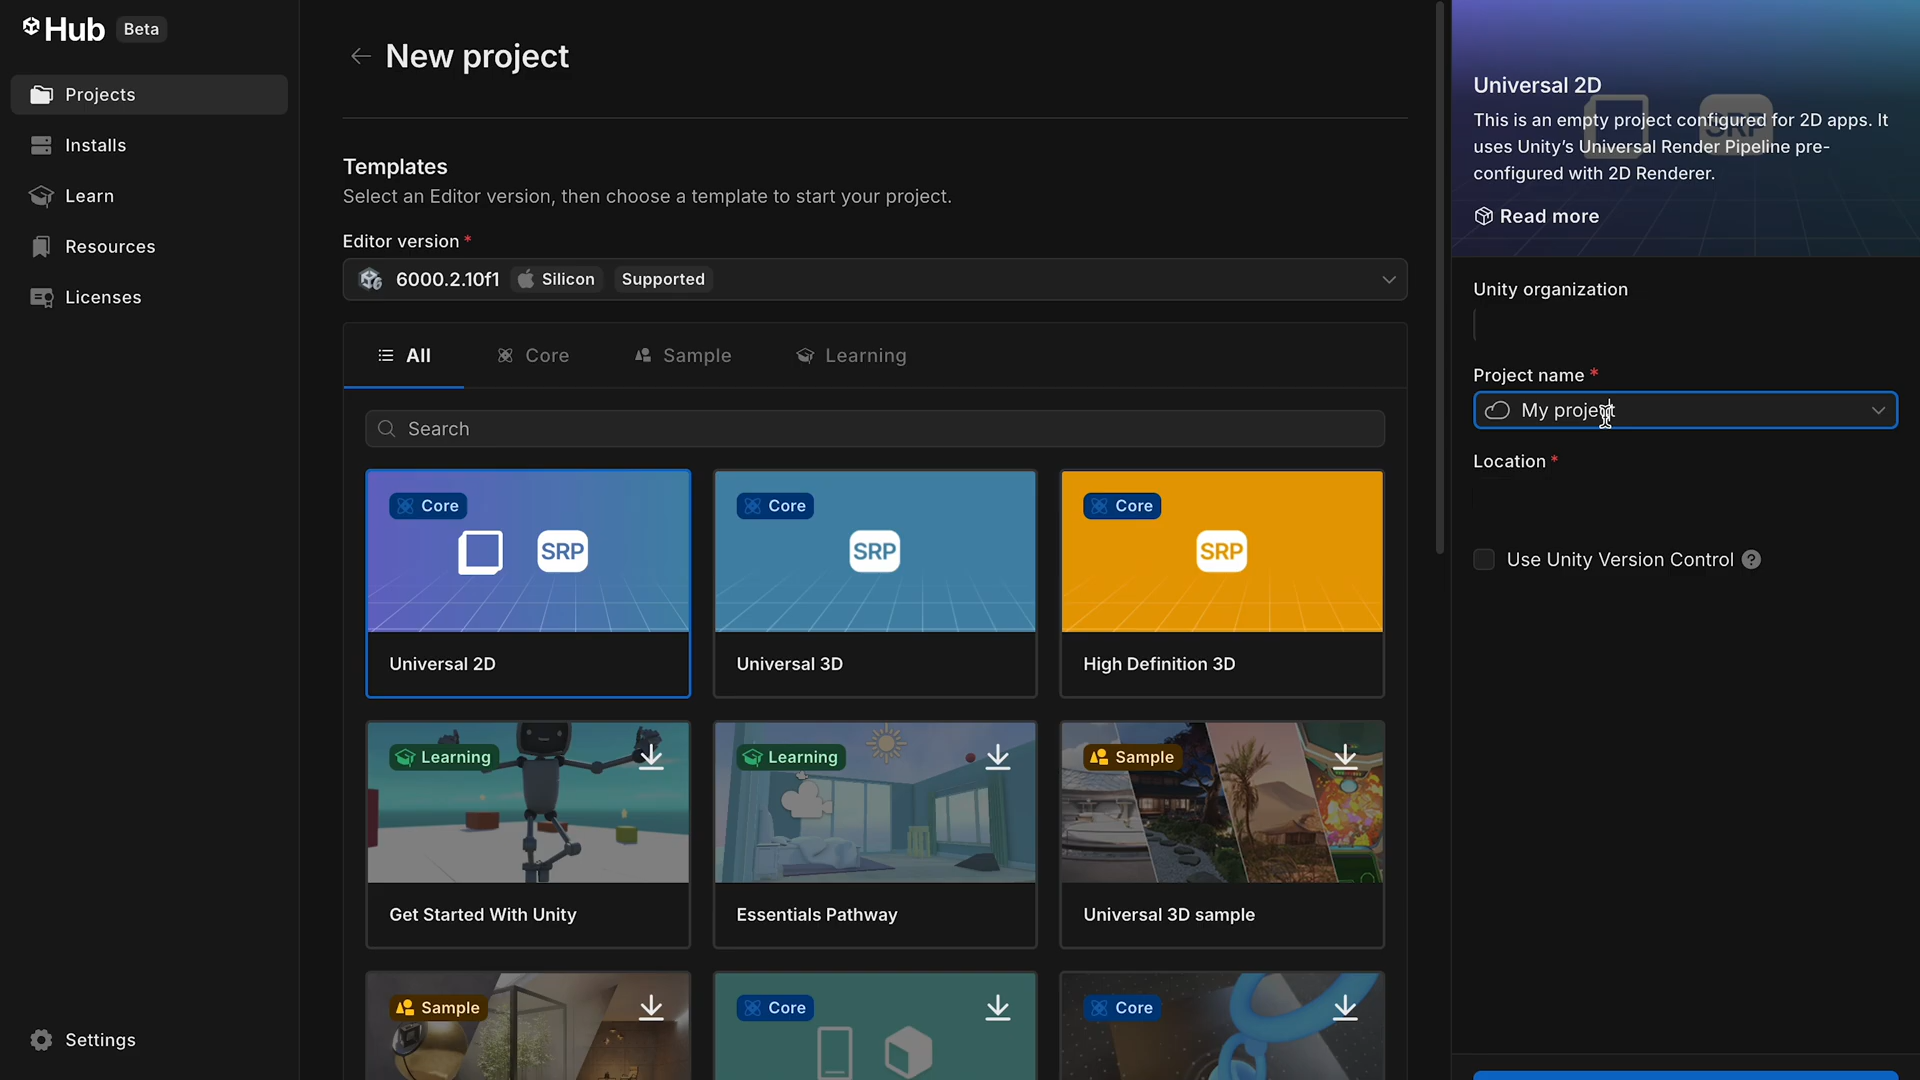 Hub Beta
Projects
Installs
Learn
Resources
Licenses
Settings
New project
Templates
Select an Editor version, then choose a template to start your project.
Editor version *
6000.2.10f1 Silicon Supported
All Core Sample Learning
Search
Core
SRP
Universal 2D
Core
SRP
Universal 3D
Core
SRP
High Definition 3D
Learning
Get Started With Unity
Learning
Essentials Pathway
Sample
Universal 3D sample
Sample
Core
Core
SRP
Universal 2D
This is an empty project configured for 2D apps. It
uses Unity’s Universal Render Pipeline pre-
configured with 2D Renderer.
Read more
Unity organization
Project name *
My project
Location *
Use Unity Version Control ?